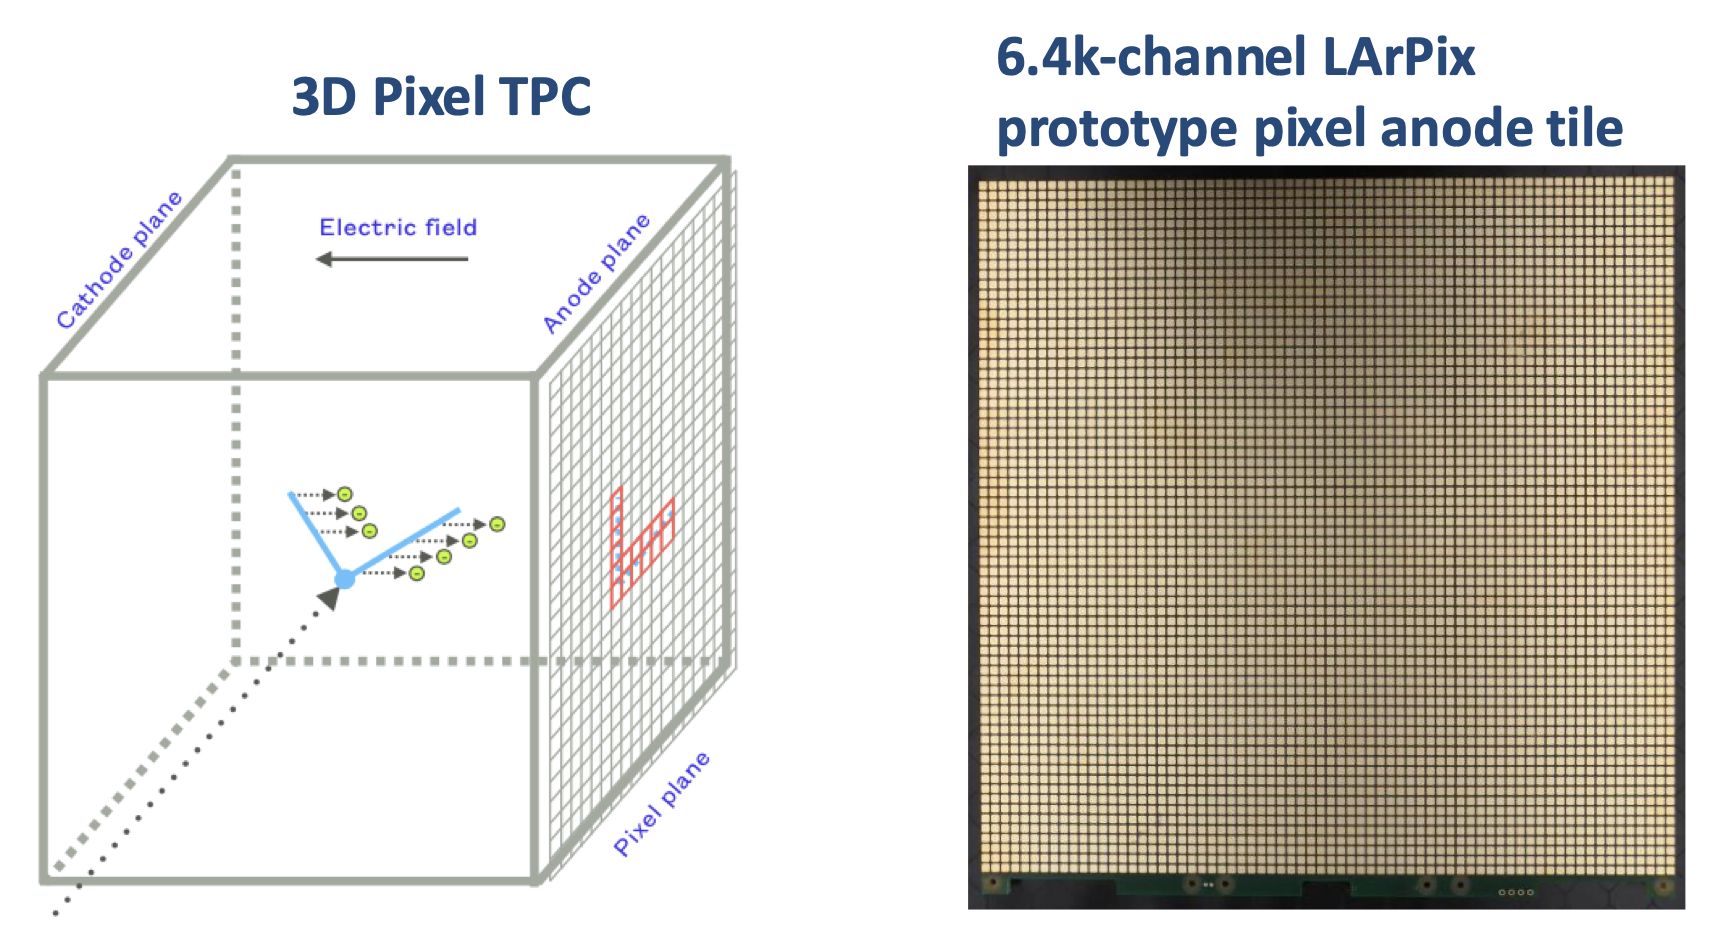 3D Pixel TPC
Cathode plane
Electric field
Anode plane
Pixel plane
6.4k-channel LArPix
prototype pixel anode tile